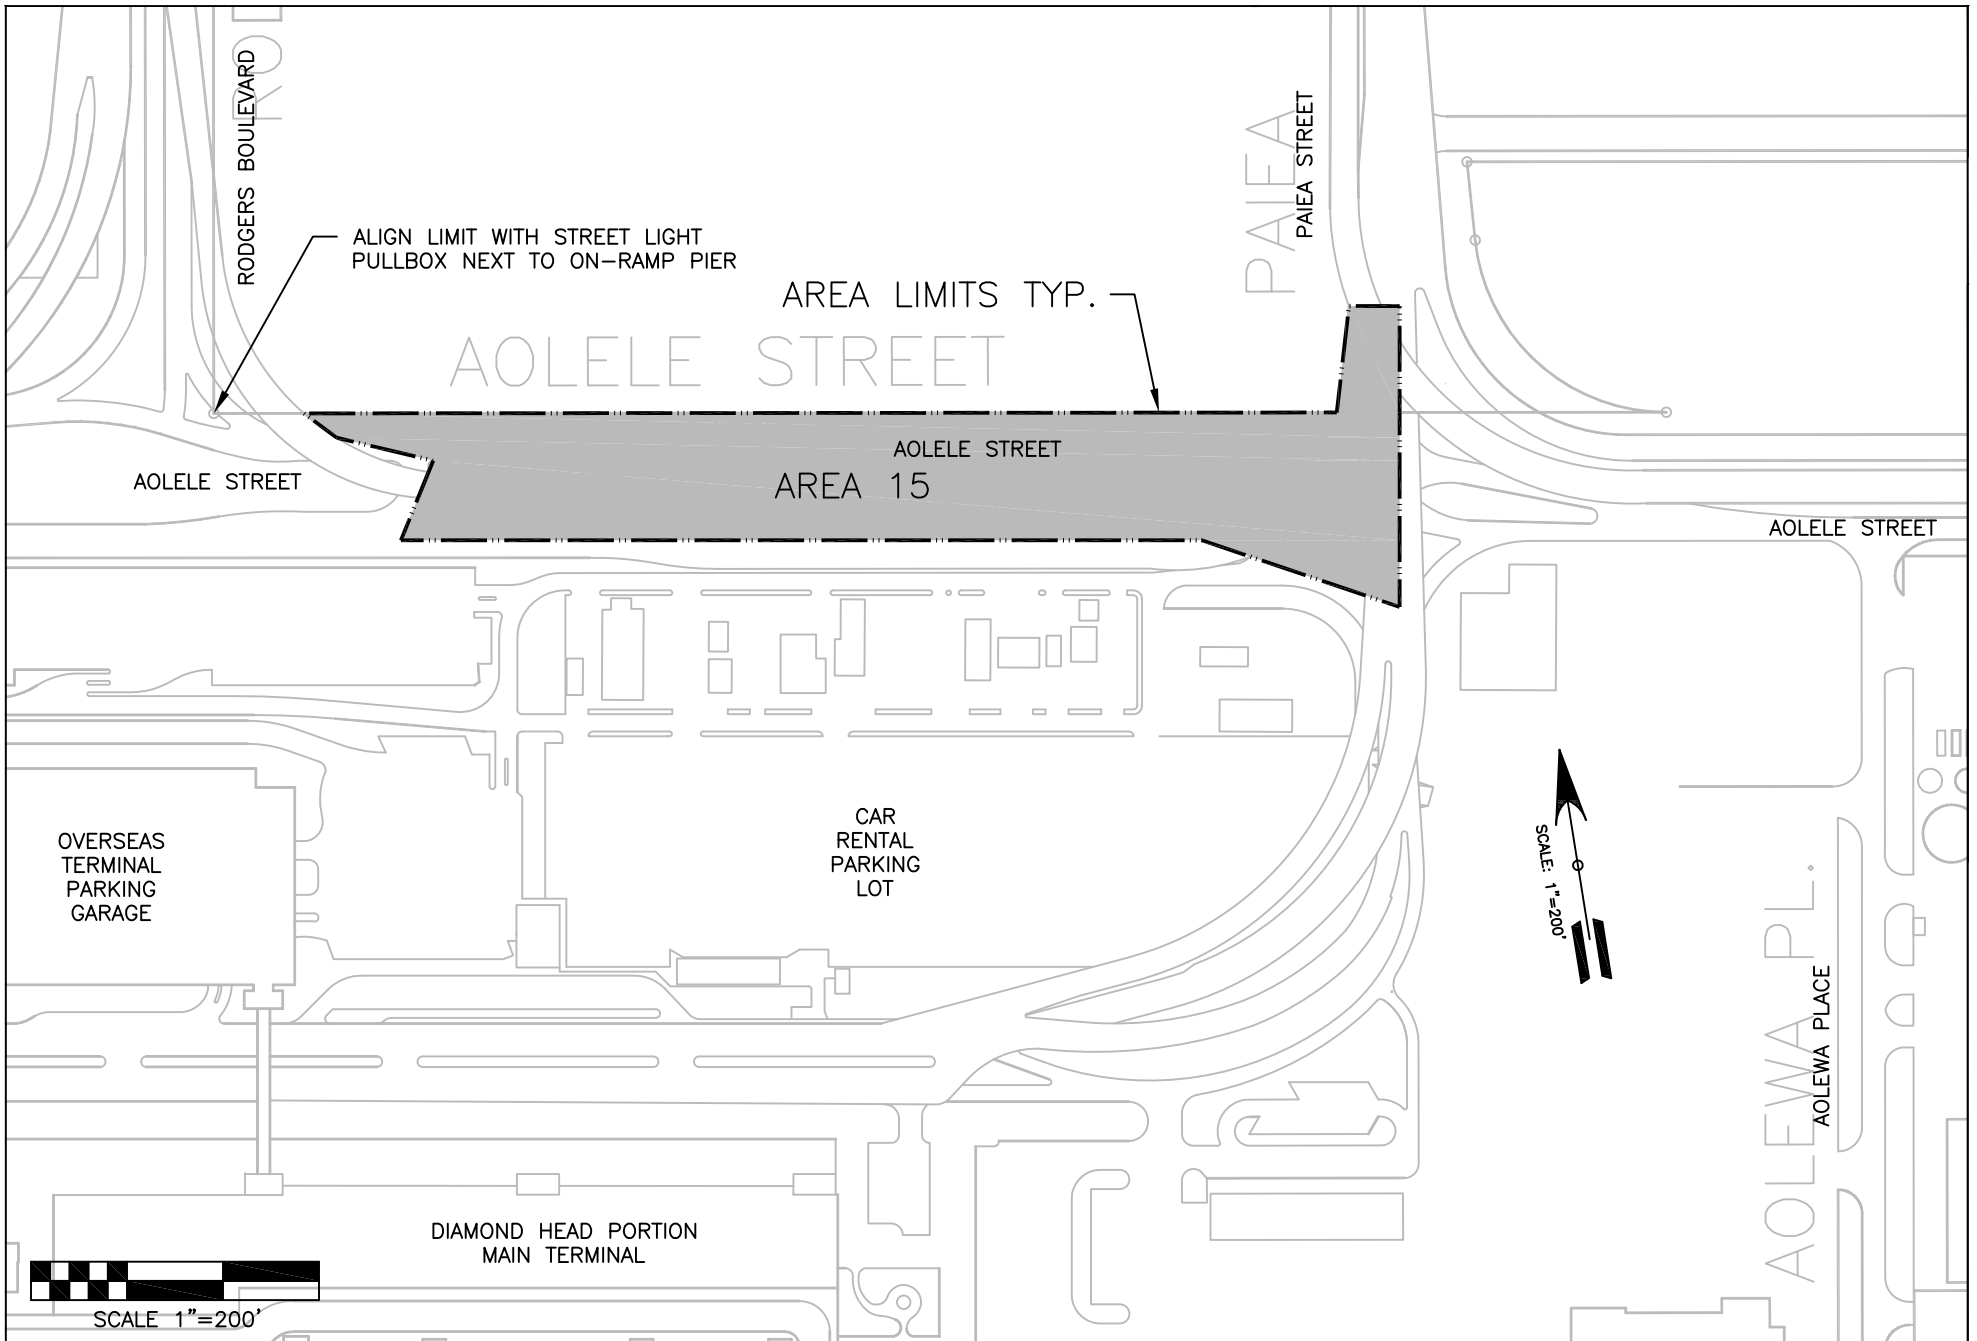 RO
RODGERS BOULEVARD
PAIEA
PAIEA STREET
ALIGN LIMIT WITH STREET LIGHT
PULLBOX NEXT TO ON-RAMP PIER
AREA LIMITS TYP.
AOLELE STREET
AOLELE STREET
AREA 15
AOLELE STREET
AOLELE STREET
CAR
RENTAL
PARKING
LOT
OVERSEAS
TERMINAL
PARKING
GARAGE
SCALE: 1"=200'
AOLEWA PL.
AOLEWA PLACE
DIAMOND HEAD PORTION
MAIN TERMINAL
SCALE 1"=200'